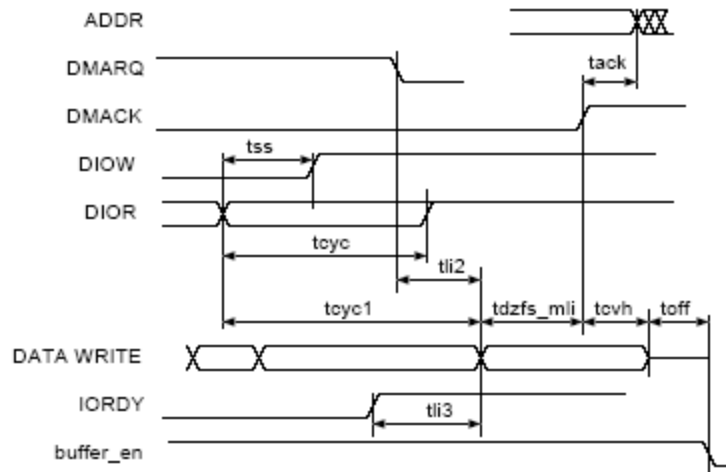 ADDR
DMARQ
tack
DMACK
tss
DIOW
DIOR
tcyc
tli2
tcyc1 tdzfs_mli tcvh toff
DATA WRITE
IORDY
tli3
buffer_en